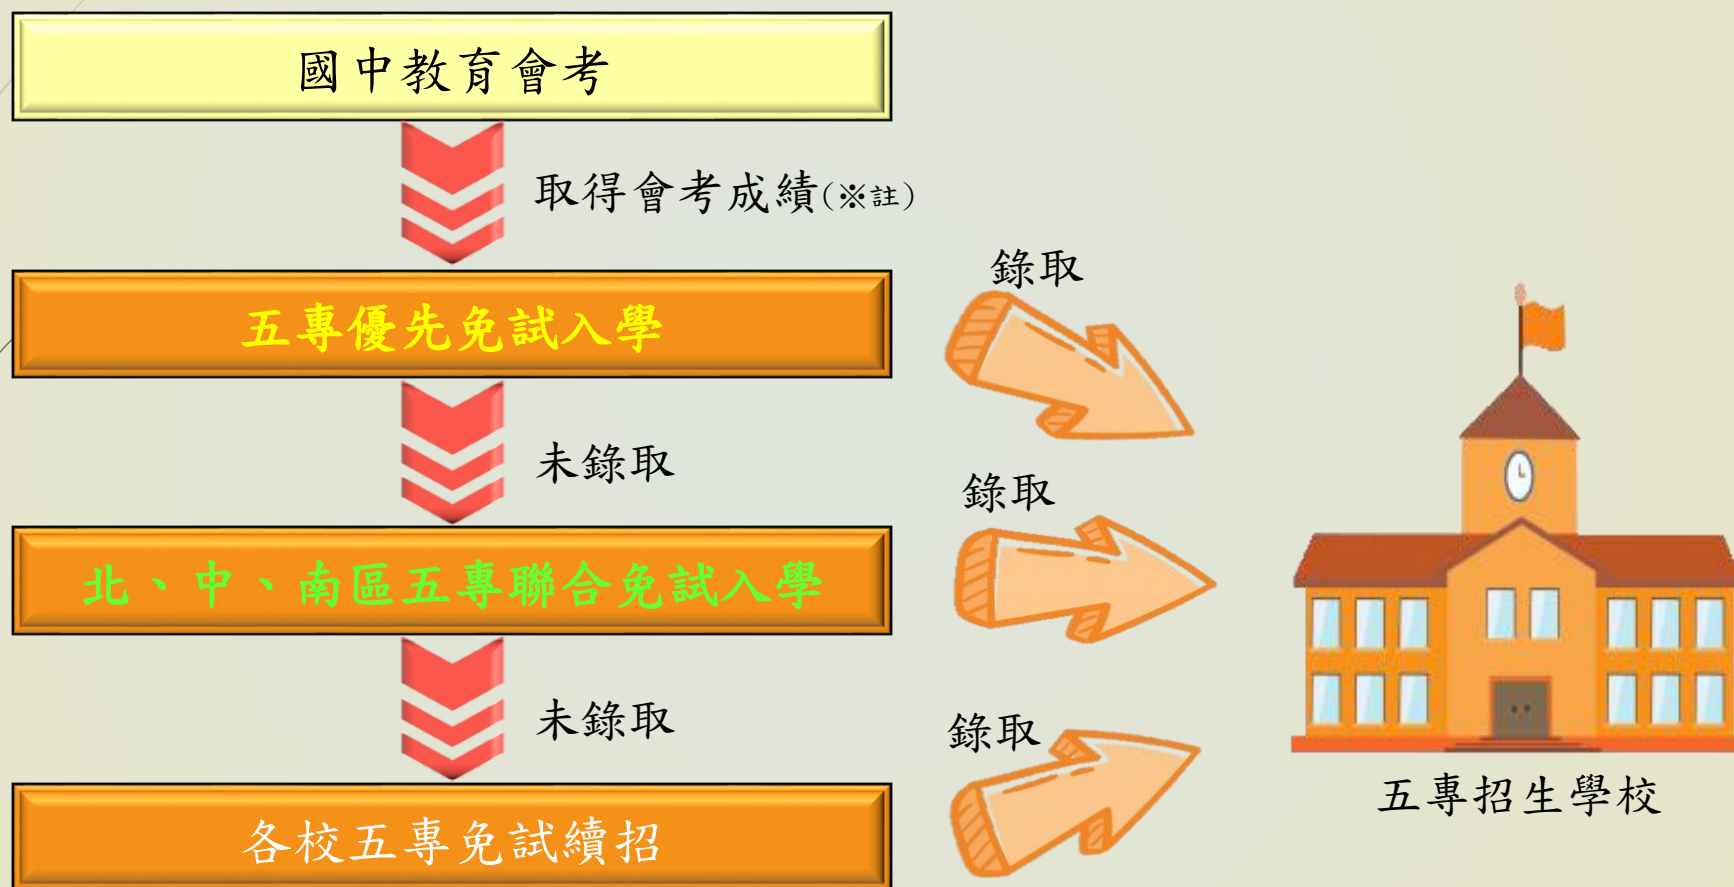 國中教育會考
取得會考成績(※註)
五專優先免試入學
錄取
未錄取
北、中、南區五專聯合免試入學
錄取
未錄取
各校五專免試續招
錄取
五專招生學校